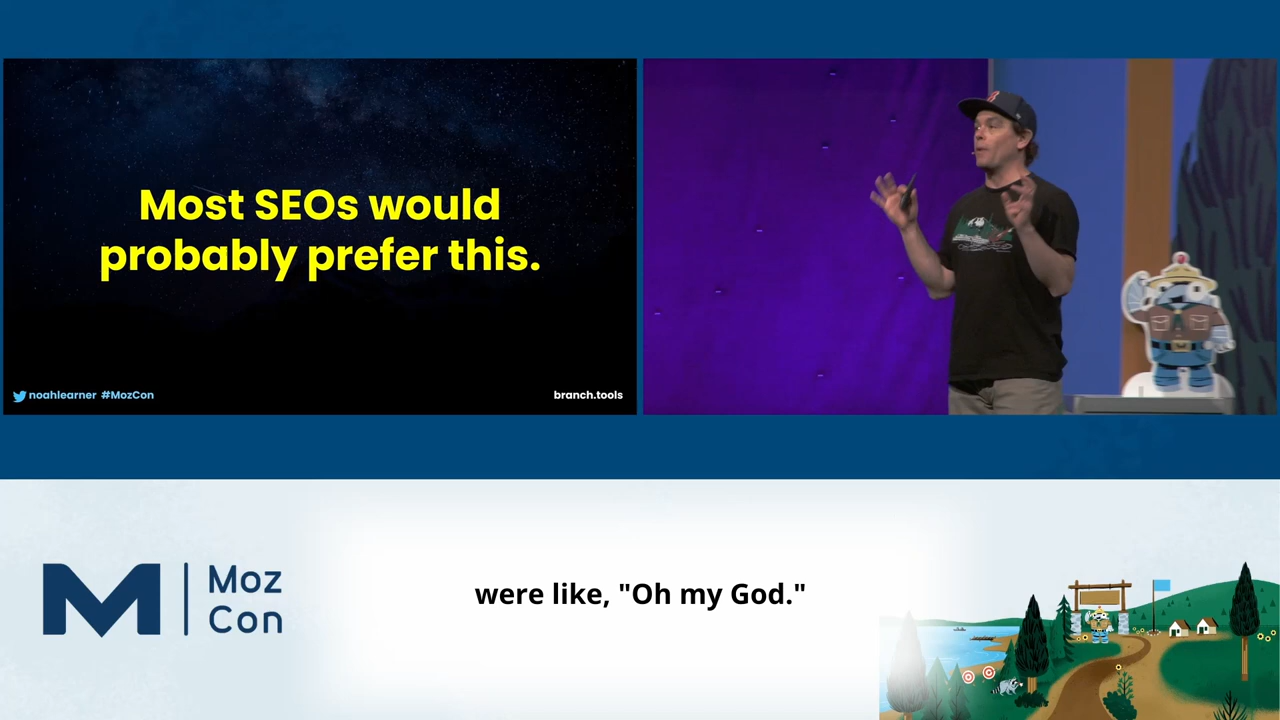 Most SEOs would
probably prefer this.
noahlearner #MozCon
branch.tools
Moz
Con
were like, "Oh my God."